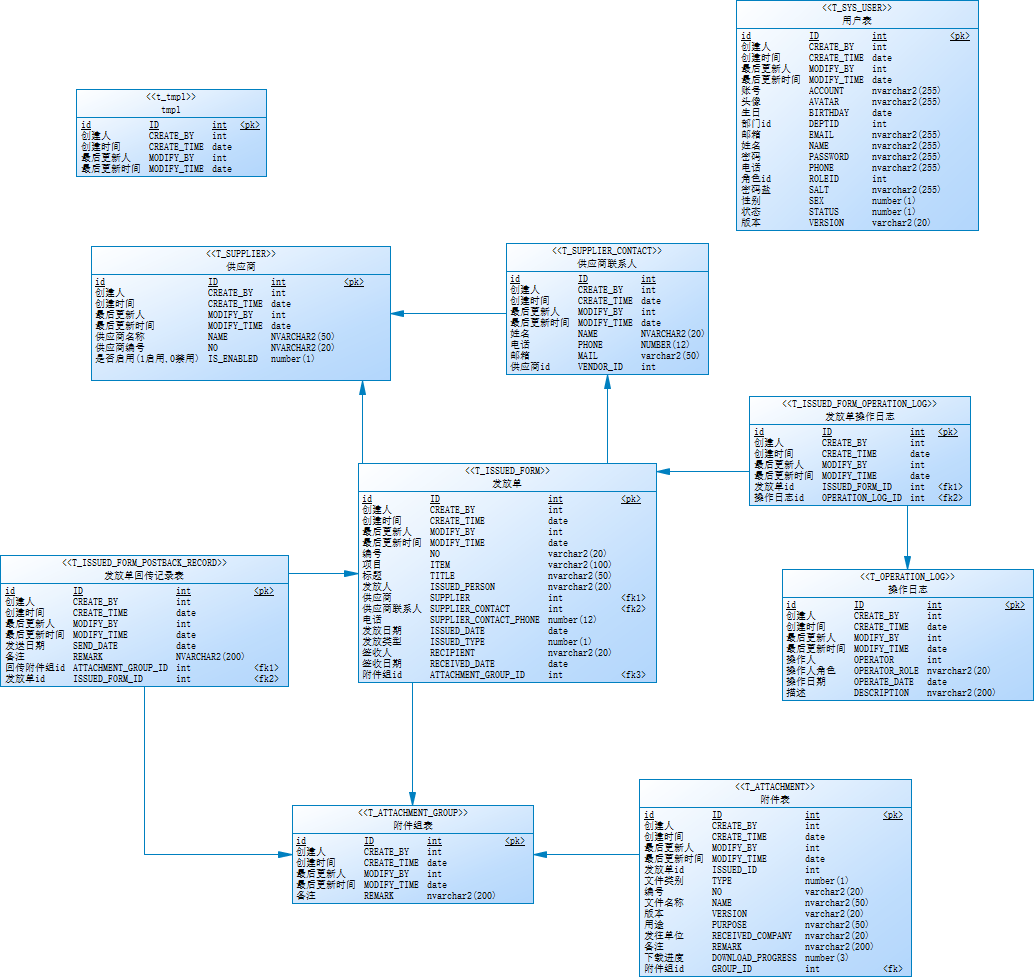 <<T_SYS_USER>>
用户表
id ID int <pk>
创建人 CREATE_BY int
创建时间 CREATE_TIME date
最后更新人 MODIFY_BY int
最后更新时间 MODIFY_TIME date
账号 ACCOUNT nvarchar2(255)
头像 AVATAR nvarchar2(255)
生日 BIRTHDAY date
部门id DEPTID int
邮箱 EMAIL nvarchar2(255)
姓名 NAME nvarchar2(255)
密码 PASSWORD nvarchar2(255)
电话 PHONE nvarchar2(255)
角色id ROLEID int
密码盐 SALT nvarchar2(255)
性别 SEX number(1)
状态 STATUS number(1)
版本 VERSION varchar2(20)
<<t_tmpl>>
tmpl
id ID int <pk>
创建人 CREATE_BY int
创建时间 CREATE_TIME date
最后更新人 MODIFY_BY int
最后更新时间 MODIFY_TIME date
<<T_SUPPLIER>>
供应商
id ID int <pk>
创建人 CREATE_BY int
创建时间 CREATE_TIME date
最后更新人 MODIFY_BY int
最后更新时间 MODIFY_TIME date
供应商名称 NAME NVARCHAR2(50)
供应商编号 NO NVARCHAR2(20)
是否启用(1启用,0禁用) IS_ENABLED number(1)
<<T_SUPPLIER_CONTACT>>
供应商联系人
id ID int
创建人 CREATE_BY int
创建时间 CREATE_TIME date
最后更新人 MODIFY_BY int
最后更新时间 MODIFY_TIME date
姓名 NAME NVARCHAR2(20)
电话 PHONE NUMBER(12)
邮箱 MAIL varchar2(50)
供应商id VENDOR_ID int
<<T_ISSUED_FORM_OPERATION_LOG>>
发放单操作日志
id ID int <pk>
创建人 CREATE_BY int
创建时间 CREATE_TIME date
最后更新人 MODIFY_BY int
最后更新时间 MODIFY_TIME date
发放单id ISSUED_FORM_ID int <fk1>
操作日志id OPERATION_LOG_ID int <fk2>
<<T_ISSUED_FORM>>
发放单
id ID int <pk>
创建人 CREATE_BY int
创建时间 CREATE_TIME date
最后更新人 MODIFY_BY int
最后更新时间 MODIFY_TIME date
编号 NO varchar2(20)
项目 ITEM varchar2(100)
标题 TITLE nvarchar2(50)
发放人 ISSUED_PERSON nvarchar2(20)
供应商 SUPPLIER int <fk1>
供应商联系人 SUPPLIER_CONTACT int <fk2>
电话 SUPPLIER_CONTACT_PHONE number(12)
发放日期 ISSUED_DATE date
发放类型 ISSUED_TYPE number(1)
签收人 RECIPIENT nvarchar2(20)
签收日期 RECEIVED_DATE date
附件组id ATTACHMENT_GROUP_ID int <fk3>
<<T_ISSUED_FORM_POSTBACK_RECORD>>
发放单回传记录表
id ID int <pk>
创建人 CREATE_BY int
创建时间 CREATE_TIME date
最后更新人 MODIFY_BY int
最后更新时间 MODIFY_TIME date
发送日期 SEND_DATE date
备注 REMARK NVARCHAR2(200)
回传附件组id ATTACHMENT_GROUP_ID int <fk1>
发放单id ISSUED_FORM_ID int <fk2>
<<T_OPERATION_LOG>>
操作日志
id ID int <pk>
创建人 CREATE_BY int
创建时间 CREATE_TIME date
最后更新人 MODIFY_BY int
最后更新时间 MODIFY_TIME date
操作人 OPERATOR int
操作人角色 OPERATOR_ROLE nvarchar2(20)
操作日期 OPERATE_DATE date
描述 DESCRIPTION nvarchar2(200)
<<T_ATTACHMENT_GROUP>>
附件组表
id ID int <pk>
创建人 CREATE_BY int
创建时间 CREATE_TIME date
最后更新人 MODIFY_BY int
最后更新时间 MODIFY_TIME date
备注 REMARK nvarchar2(200)
<<T_ATTACHMENT>>
附件表
id ID int <pk>
创建人 CREATE_BY int
创建时间 CREATE_TIME date
最后更新人 MODIFY_BY int
最后更新时间 MODIFY_TIME date
发放单id ISSUED_ID int
文件类别 TYPE number(1)
编号 NO varchar2(20)
文件名称 NAME nvarchar2(50)
版本 VERSION varchar2(20)
用途 PURPOSE nvarchar2(50)
发往单位 RECEIVED_COMPANY nvarchar2(20)
备注 REMARK nvarchar2(200)
下载进度 DOWNLOAD_PROGRESS number(3)
附件组id GROUP_ID int <fk>